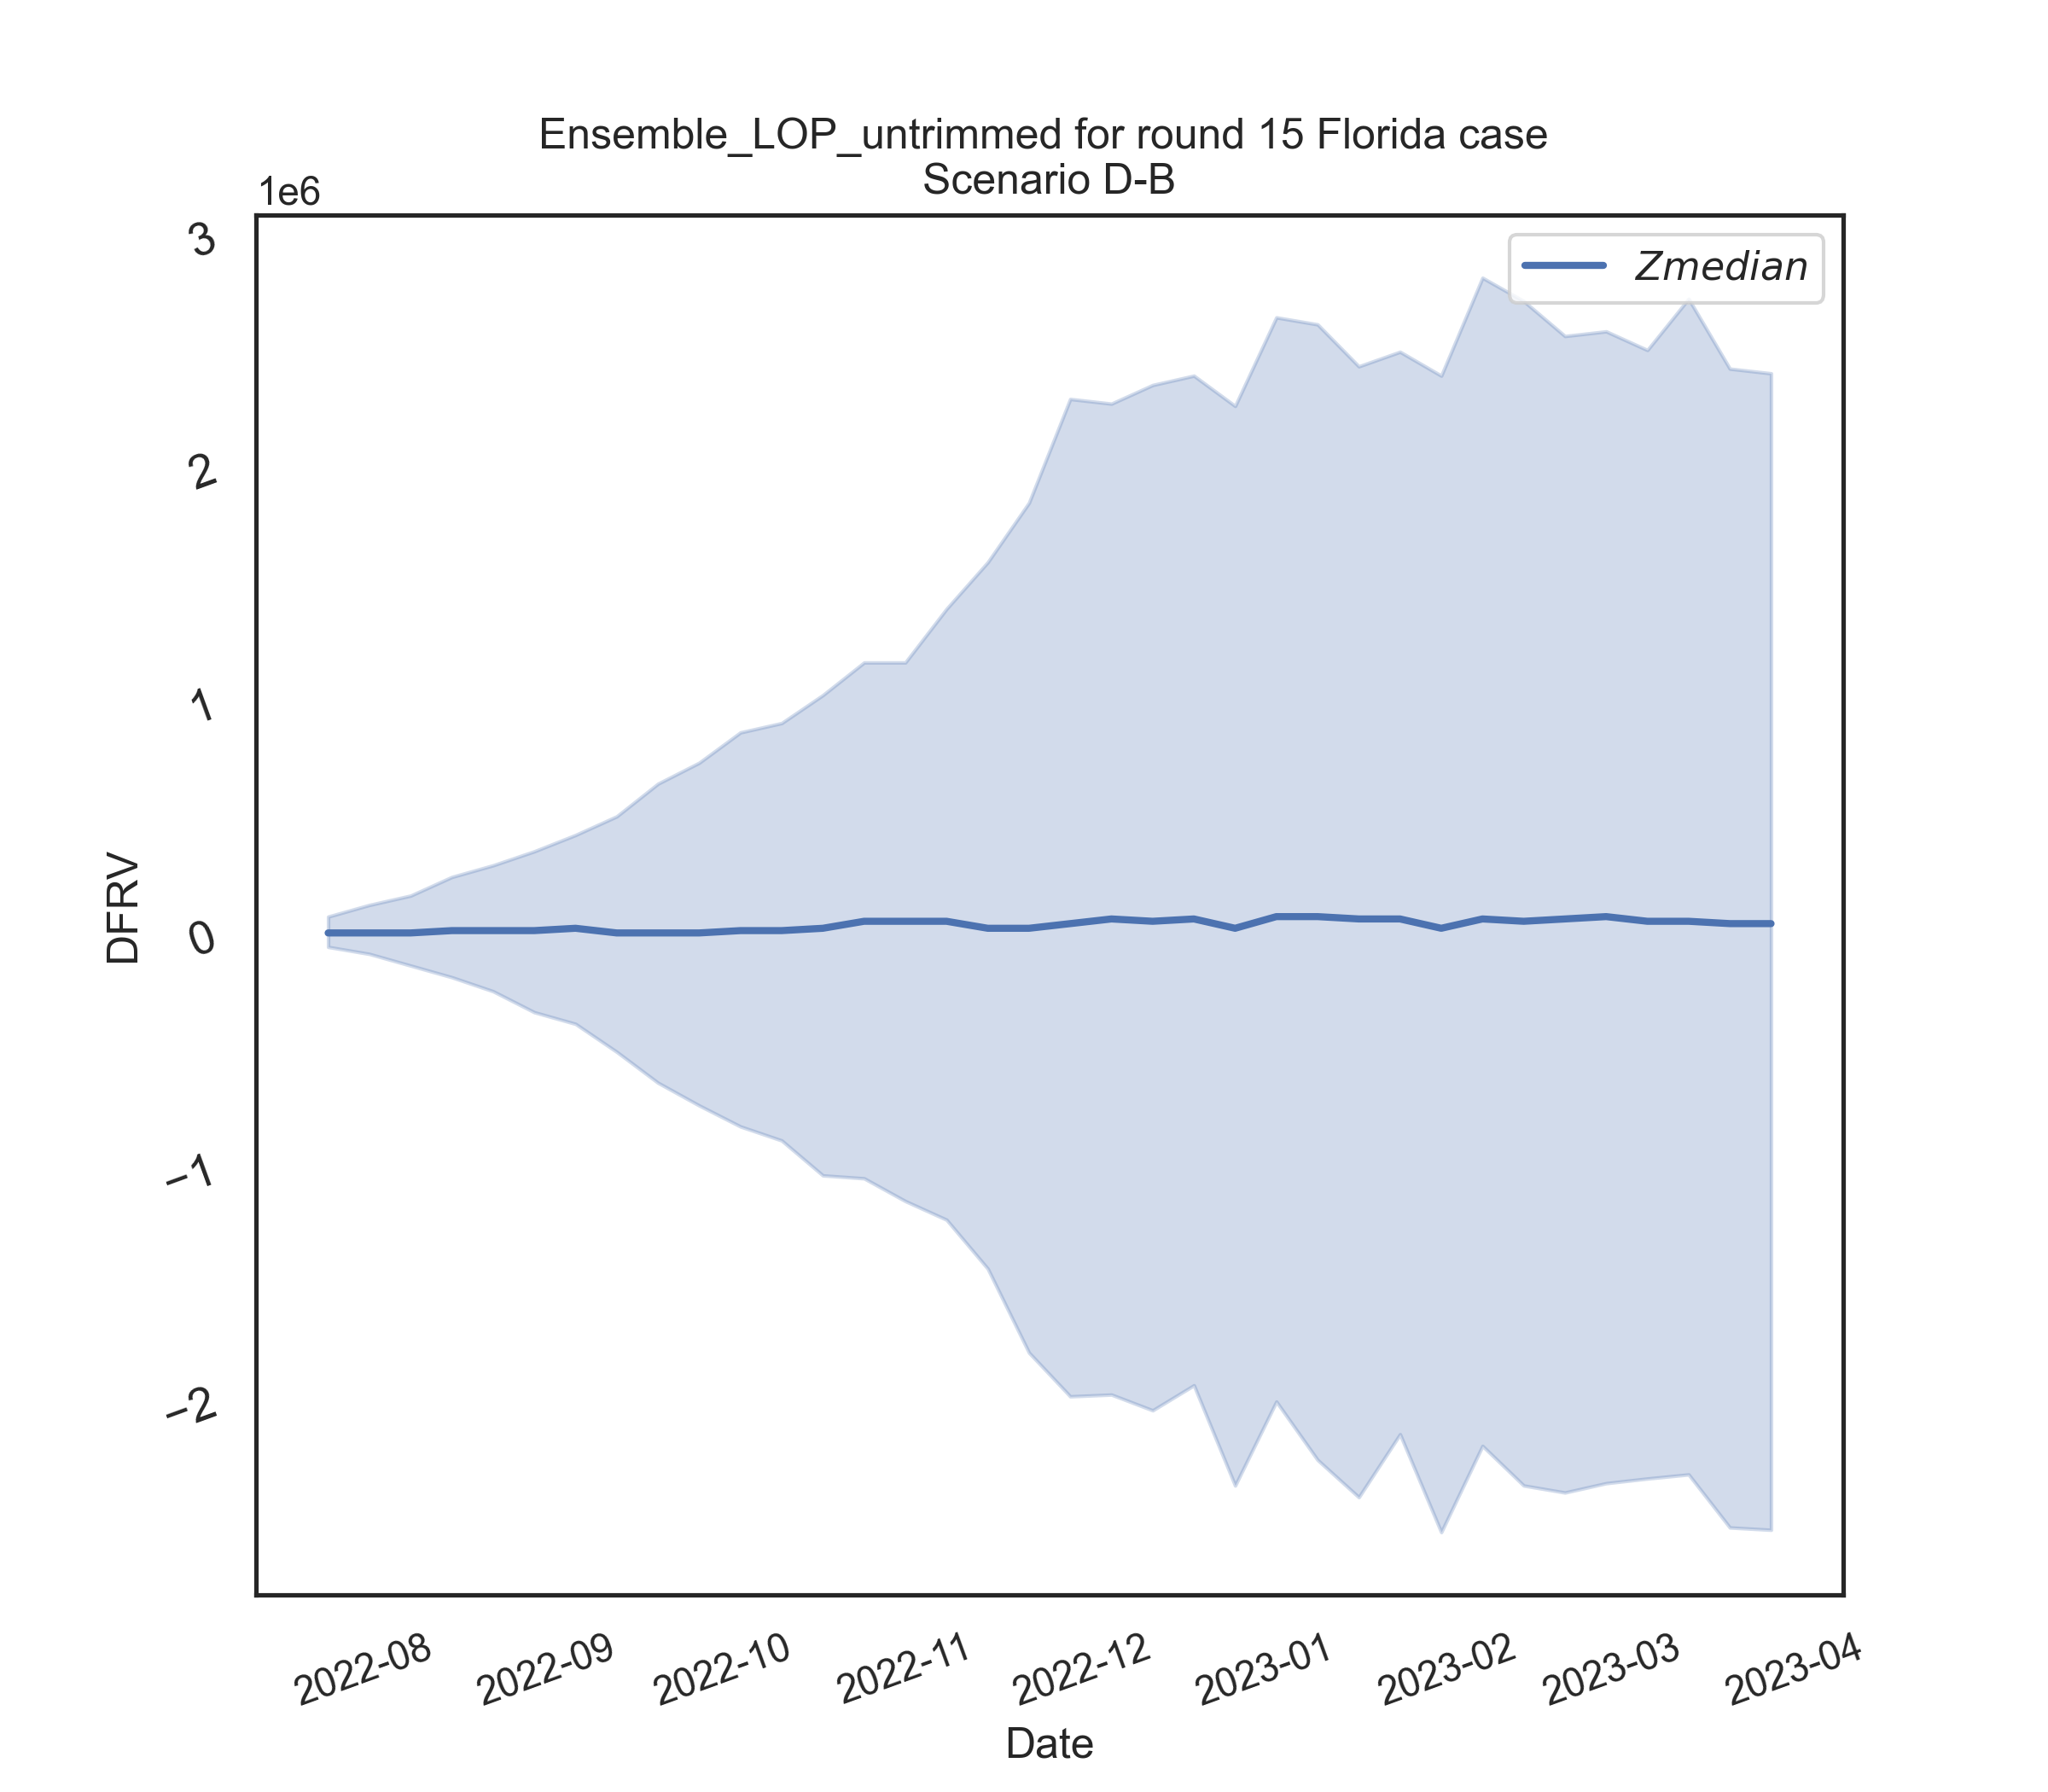 Ensemble_LOP_untrimmed for round 15 Florida case
Scenario D-B
1e6
Zmedian
3
2
1
0
−1
−2
DFRV
2022-08
2022-09
2022-10
2022-11
2022-12
2023-01
2023-02
2023-03
2023-04
Date